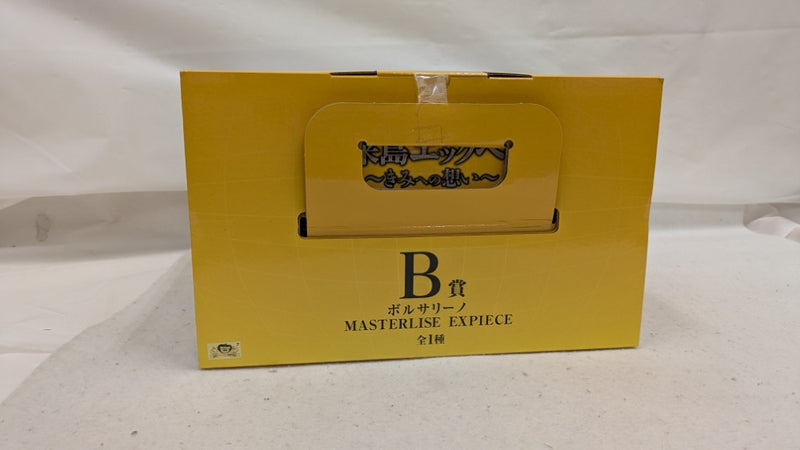 島エッグヘ
～きみへの想い～
B賞
ボルサリーノ
MASTERLISE EXPIECE
全1種